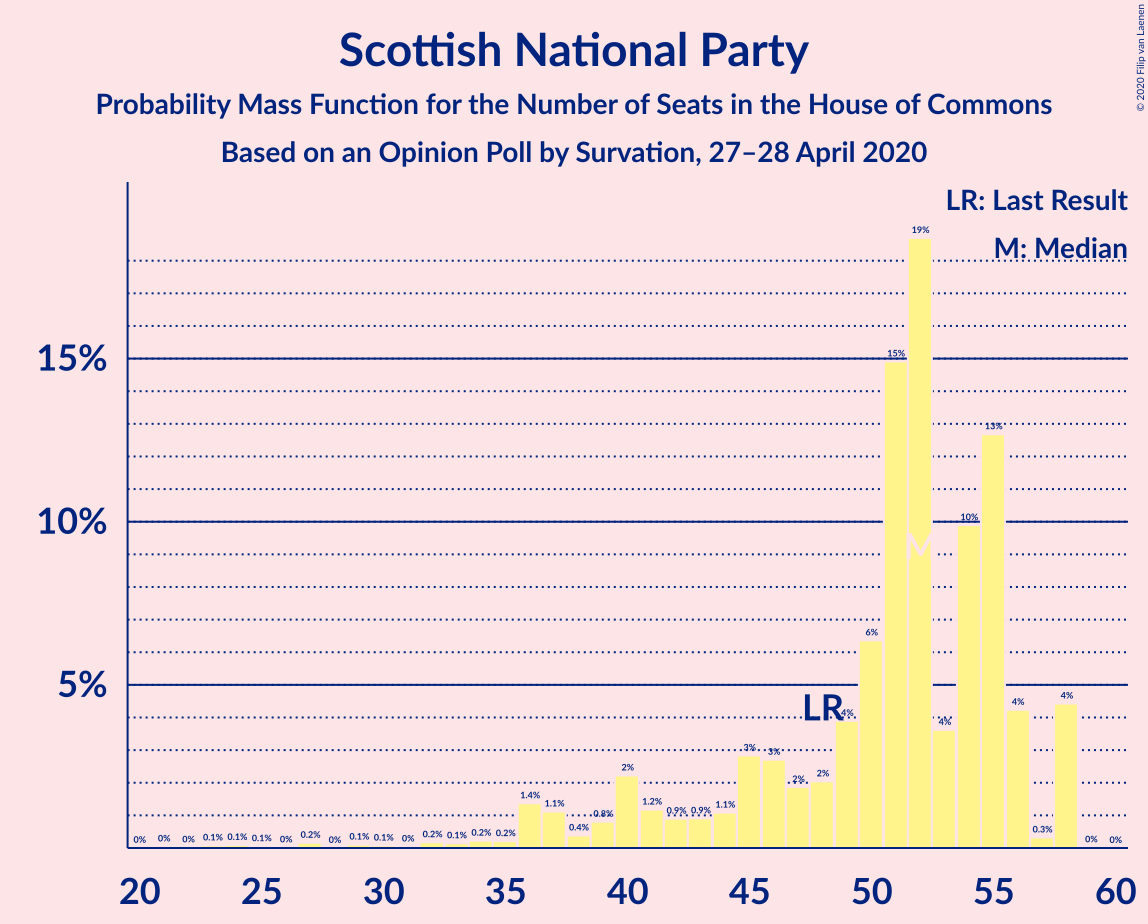 Scottish National Party
Probability Mass Function for the Number of Seats in the House of Commons
Based on an Opinion Poll by Survation, 27–28 April 2020
© 2020 Filip van Laenen
LR: Last Result
M: Median
15%
10%
5%
LR
M
0% 0% 0% 0.1% 0.1% 0.1% 0% 0.2% 0% 0.1% 0.1% 0% 0.2% 0.1% 0.2% 0.2% 1.4% 1.1% 0.4% 0.8% 2% 1.2% 0.9% 0.9% 1.1% 3% 3% 2% 2% 4% 6% 15% 19% 4% 10% 13% 4% 0.3% 4% 0% 0%
20 25 30 35 40 45 50 55 60